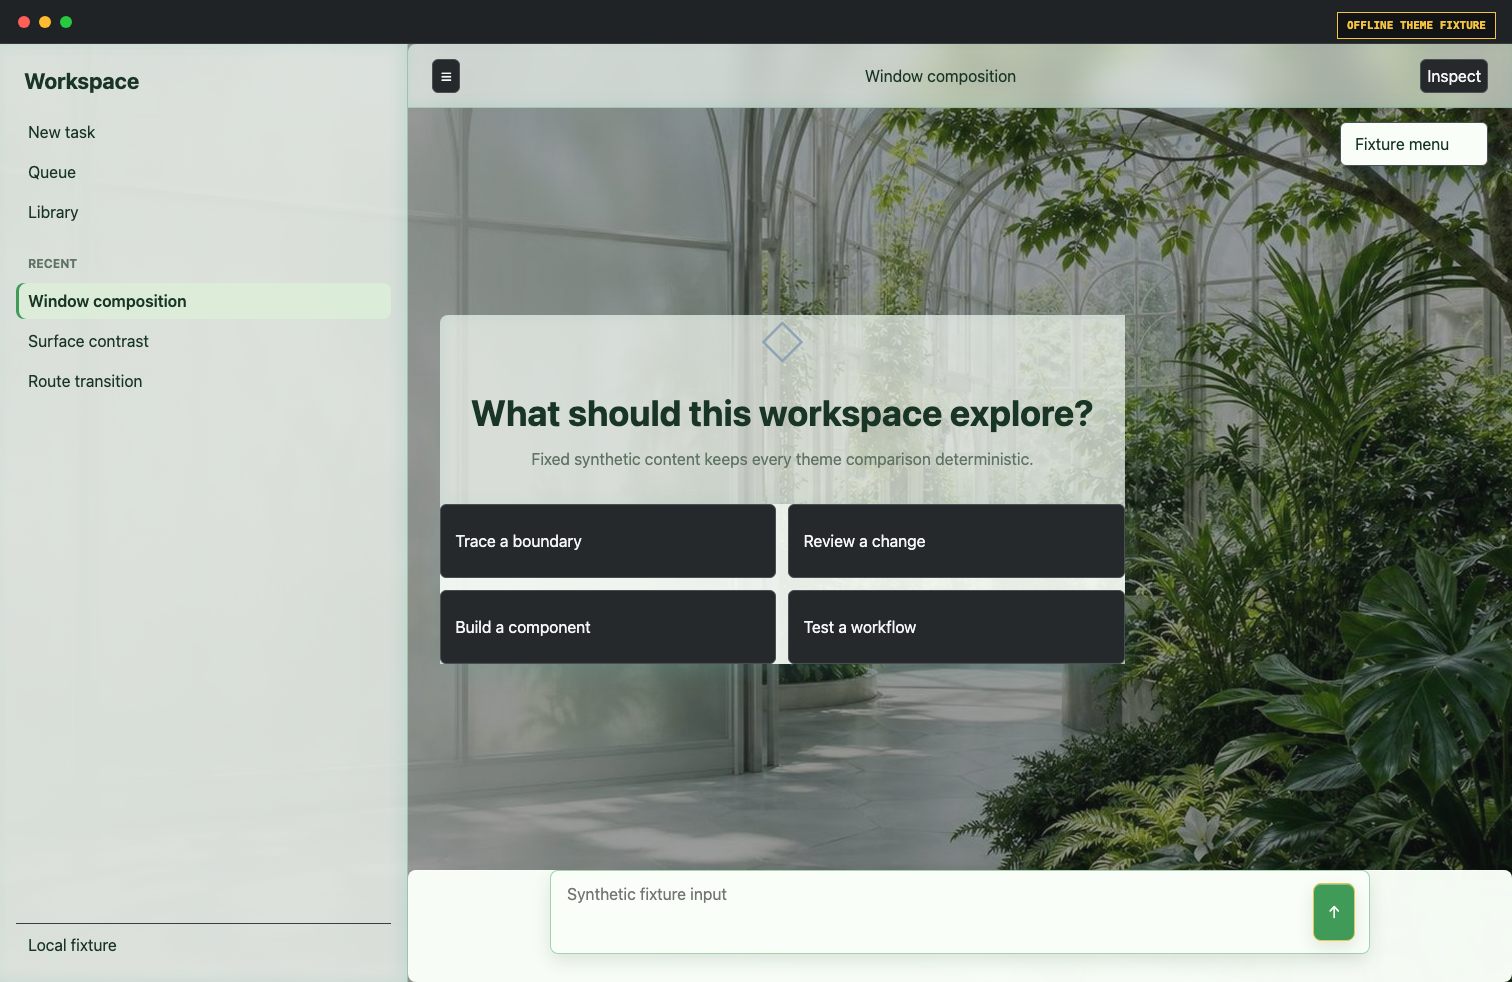 OFFLINE THEME FIXTURE
Workspace
New task
Queue
Library
RECENT
Window composition
Surface contrast
Route transition
Local fixture
Window composition
Inspect
Fixture menu
What should this workspace explore?
Fixed synthetic content keeps every theme comparison deterministic.
Trace a boundary
Review a change
Build a component
Test a workflow
Synthetic fixture input